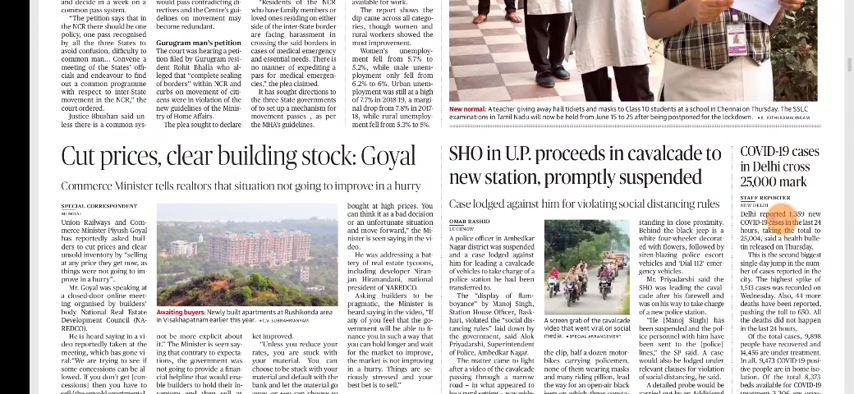 and decide in a week on a
common pass system.
"The petition says that in
the NCR there should be one
policy, one pass recognised
by all the three States to
avoid confusion, difficulty to
common man... Convene a
meeting of the States' offi-
cials and endeavour to find
out a common programme
with respect to inter-State
movement in the NCR," the
court ordered.
Justice Bhushan said un-
less there is a common sys-
would pass contradicting di-
rectives and the Centre's guid-
delines on movement may
become redundant.
Gurugram man's petition
The court was hearing a peti-
tion filed by Gurugram resi-
dent Rohit Bhalla who al-
leged that "complete sealing
of borders" within NCR and
curbs on movement of citi-
zens were in violation of the
new guidelines of the Minis-
try of Home Affairs.
The plea sought to declare
"Residents of the NCR
who have family members or
loved ones residing on either
side of the inter-State border
are facing harassment in
crossing the said borders in
cases of medical emergency
and essential needs. There is
no manner of expediting a
pass for medical emergen-
cies," the plea claimed.
It has sought directions to
the three State governments
of to set up a mechanism for
movement passes , as per
the MHA's guidelines.
available for work.
The report shows the
dip came across all catego-
ries, though women and
rural workers showed the
most improvement.
Women's unemploy-
ment fell from 5.7% to
5.2%, while male unem-
ployment only fell from
6.2% to 6%. Urban unem-
ployment was still at a high
of 7.7% in 2018-19, a margi-
nal drop from 7.8% in 2017-
18, while rural unemploy-
ment fell from 5.3% to 5%.
New normal: A teacher giving away hall tickets and masks to Class 10 students at a school in Chennai on Thursday. The SSLC
examinations in Tamil Nadu will now be held from June 15 to 25 after being postponed for the lockdown.
Cut prices, clear building stock: Goyal
Commerce Minister tells realtors that situation not going to improve in a hurry
SPECIAL CORRESPONDENT
MUMBAI
Union Railways and Com-
merce Minister Piyush Goyal
has reportedly asked buil-
ders to cut prices and clear
unsold inventory by "selling
at any price they get now, as
things were not going to im-
prove in a hurry".
Mr. Goyal was speaking at
a closed-door online meet-
ing organised by builders'
body National Real Estate
Development Council (NA-
REDCO).
He is heard saying in a vi-
deo reportedly taken at the
meeting, which has gone vi-
ral: "We are trying to see if
some concessions can be al-
lowed. If you don't get [con-
cessions] then you have to
Awaiting buyers: Newly built apartments at Rushikonda area
in Visakhapatnam earlier this year.
not be more explicit about
it." The Minister is seen say-
ing that contrary to expecta-
tions, the government was
not going to provide a finan-
cial helpline that would ena-
ble builders to hold their in-
ket improved.
"Unless you reduce your
rates, you are stuck with
your material. You can
choose to be stuck with your
material and default with the
bank and let the material go
bought at high prices. You
can think it as a bad decision
or an unfortunate situation
and move forward," the Mi-
nister is seen saying in the vi-
deo.
He was addressing a bat-
tery of real estate tycoons,
including developer Niran-
jan Hiranandani, national
president of NAREDCO.
Asking builders to be
pragmatic, the Minister is
heard saying in the video, "If
any of you feel that the go-
vernment will be able to fi-
nance you in such a way that
you can hold longer and wait
for the market to improve,
the market is not improving
in a hurry. Things are se-
riously stressed and your
best bet is to sell."
SHO in U.P. proceeds in cavalcade to
new station, promptly suspended
Case lodged against him for violating social distancing rules
OMAR RASHID
LUCKNOW
A police officer in Ambedkar
Nagar district was suspended
and a case lodged against
him for leading a cavalcade
of vehicles to take charge of a
police station he had been
transferred to.
The "display of flam-
boyance" by Manoj Singh,
Station House Officer, Bask-
hari, violated the "social dis-
tancing rules" laid down by
the government, said Alok
Priyadarshi, Superintendent
of Police, Ambedkar Nagar.
The matter came to light
after a video of the cavalcade
passing through a narrow
road – in what appeared to
A screen grab of the cavalcade
video that went viral on social
media.
the clip, half a dozen motor-
bikes carrying policemen,
none of them wearing masks
and many riding pillion, lead
the way for an open-air black
standing in close proximity.
Behind the black jeep is a
white four wheeler decorat-
ed with flowers, followed by
siren-blazing police escort
vehicles and 'Dial 112' emer-
gency vehicles.
Mr. Priyadarshi said the
SHO was leading the caval-
cade after his farewell and
was on his way to take charge
of a new police station.
"He [Manoj Singh] has
been suspended and the po-
lice personnel with him have
been sent to the [police]
lines," the SP said. A case
would also be lodged under
relevant clauses for violation
of social distancing, he said.
A detailed probe would be
COVID-19 cases
in Delhi cross
25,000 mark
STAFF REPORTER
NEW DELHI
Delhi reported 1,359 new
COVID-19 cases in the last 24
hours, taking the total to
25,004, said a health bulle-
tin released on Thursday.
This is the second biggest
single day jump in the num-
ber of cases reported in the
city. The highest spike of
1,513 cases was recorded on
Wednesday. Also, 44 more
deaths have been reported,
pushing the toll to 650. All
the deaths did not happen
in the last 24 hours.
Of the total cases, 9,898
people have recovered and
14,456 are under treatment.
In all, 9,473 COVID-19 posi-
tive people are in home iso-
lation. Of the total 8,373
beds available for COVID-19